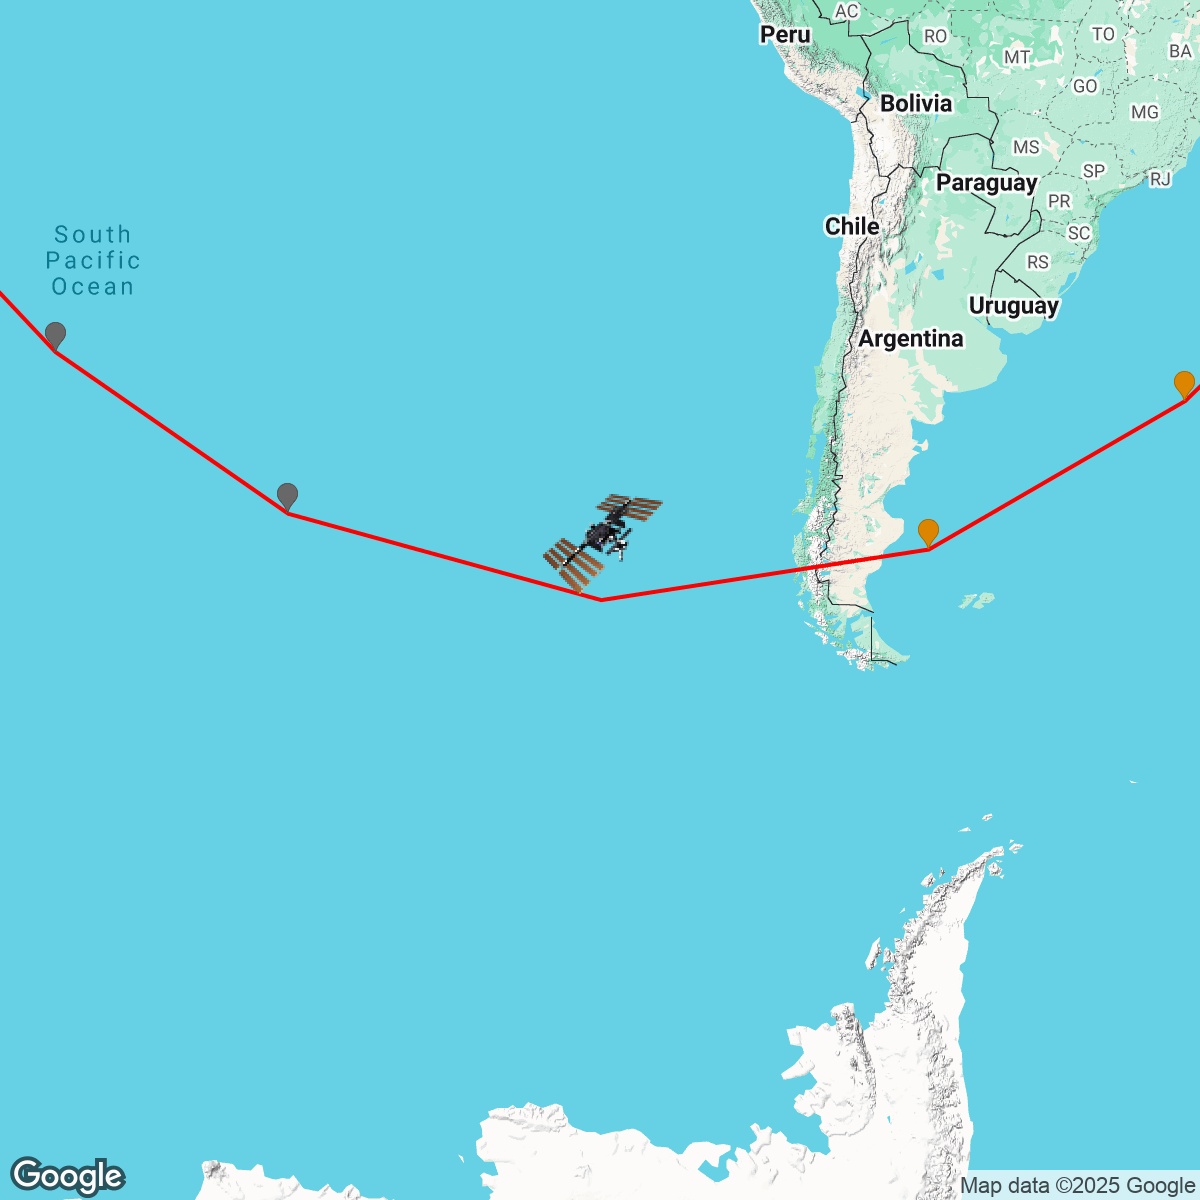 AC
Peru
RO
TO
MT
BA
GO
Bolivia
MG
MS
SP
Paraguay
RJ
PR
Chile
SC
South
Pacific
Ocean
RS
Uruguay
Argentina
Google
Map data ©2025 Google